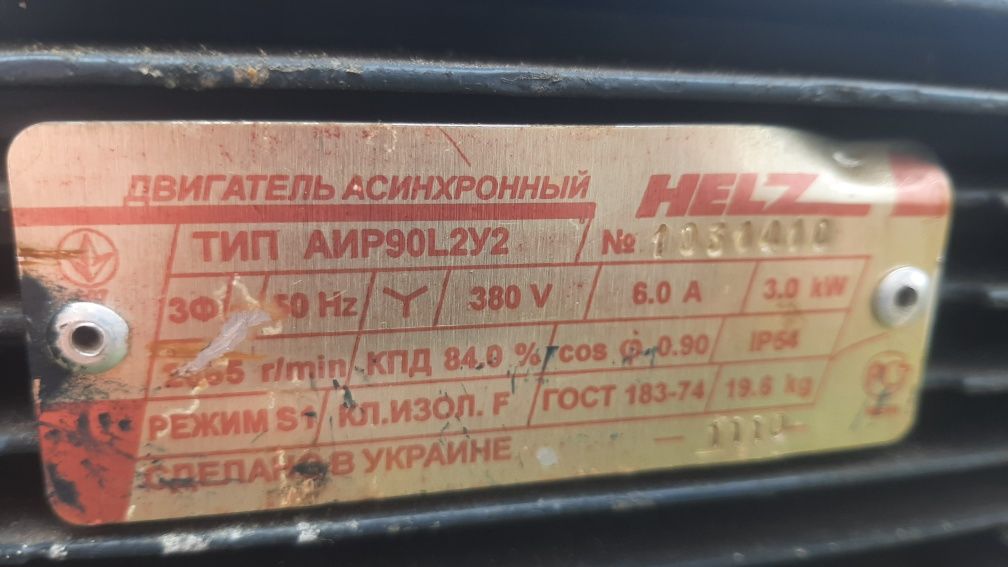 ДВИГАТЕЛЬ АСИНХРОННЫЙ HELZ
ТИП АИР90L2У2 №
3Ф 50 Hz 380 V 6.0 A 3.0 kW
r/min КПД 84.0 % cos φ 0.90 IP54
РЕЖИМ S1 КЛ.ИЗОЛ. F ГОСТ 183-74 19.6 kg
СДЕЛАНО В УКРАИНЕ